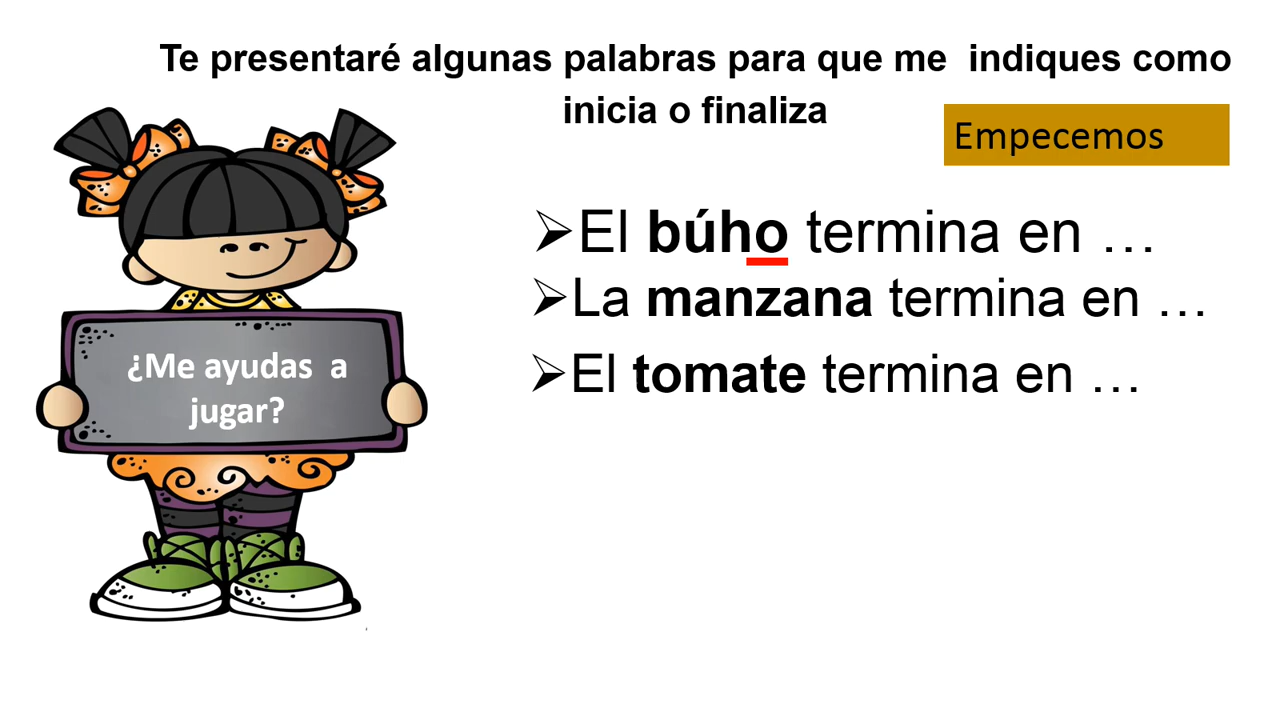 Te presentaré algunas palabras para que me indiques como
inicia o finaliza
Empecemos
El búho termina en …
La manzana termina en …
El tomate termina en …
¿Me ayudas a
jugar?